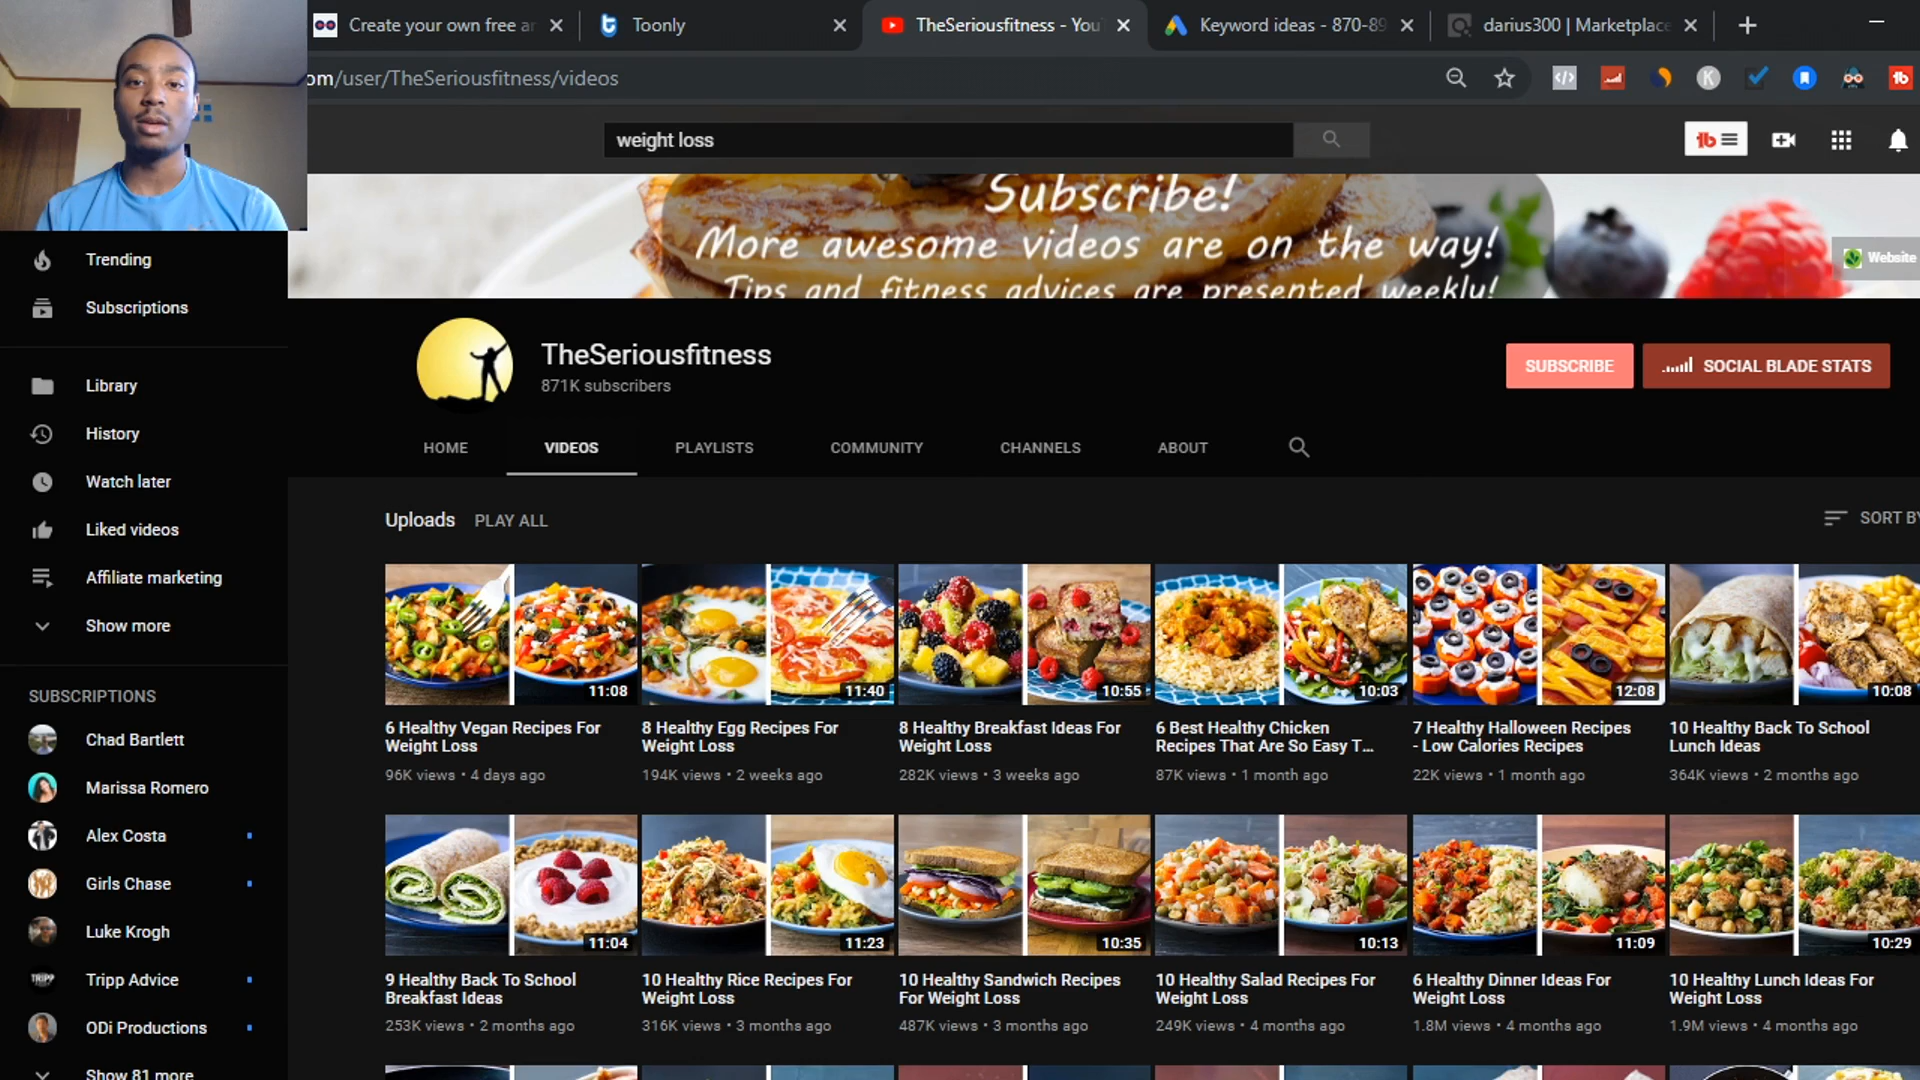 Create your own free an
Toonly
TheSeriousfitness - You
Keyword ideas - 870-89
darius300 | Marketplace
om/user/TheSeriousfitness/videos
weight loss
Subscribe!
More awesome videos are on the way!
Tips and fitness advices are presented weekly!
Website
Trending
Subscriptions
Library
History
Watch later
Liked videos
Affiliate marketing
Show more
SUBSCRIPTIONS
Chad Bartlett
Marissa Romero
Alex Costa
Girls Chase
Luke Krogh
TRIPP
Tripp Advice
ODi Productions
Show 81 more
TheSeriousfitness
871K subscribers
SUBSCRIBE
SOCIAL BLADE STATS
HOME
VIDEOS
PLAYLISTS
COMMUNITY
CHANNELS
ABOUT
Uploads
PLAY ALL
SORT BY
11:08
11:40
10:55
10:03
12:08
10:08
6 Healthy Vegan Recipes For
Weight Loss
96K views • 4 days ago
8 Healthy Egg Recipes For
Weight Loss
194K views • 2 weeks ago
8 Healthy Breakfast Ideas For
Weight Loss
282K views • 3 weeks ago
6 Best Healthy Chicken
Recipes That Are So Easy T...
87K views • 1 month ago
7 Healthy Halloween Recipes
- Low Calories Recipes
22K views • 1 month ago
10 Healthy Back To School
Lunch Ideas
364K views • 2 months ago
11:04
11:23
10:35
10:13
11:09
10:29
9 Healthy Back To School
Breakfast Ideas
253K views • 2 months ago
10 Healthy Rice Recipes For
Weight Loss
316K views • 3 months ago
10 Healthy Sandwich Recipes
For Weight Loss
487K views • 3 months ago
10 Healthy Salad Recipes For
Weight Loss
249K views • 4 months ago
6 Healthy Dinner Ideas For
Weight Loss
1.8M views • 4 months ago
10 Healthy Lunch Ideas For
Weight Loss
1.9M views • 4 months ago